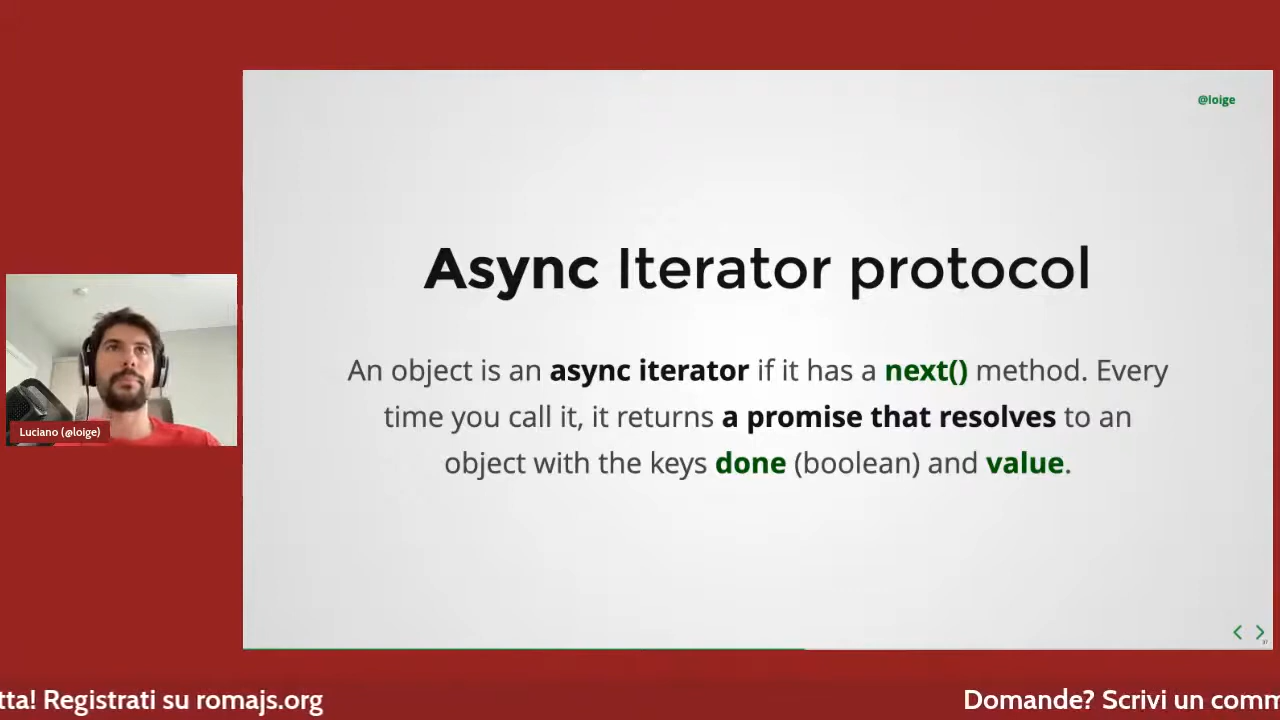 @loige
Async Iterator protocol
An object is an async iterator if it has a next() method. Every
time you call it, it returns a promise that resolves to an
object with the keys done (boolean) and value.
Luciano (@loige)
Registrati su romajs.org
Domande? Scrivi un